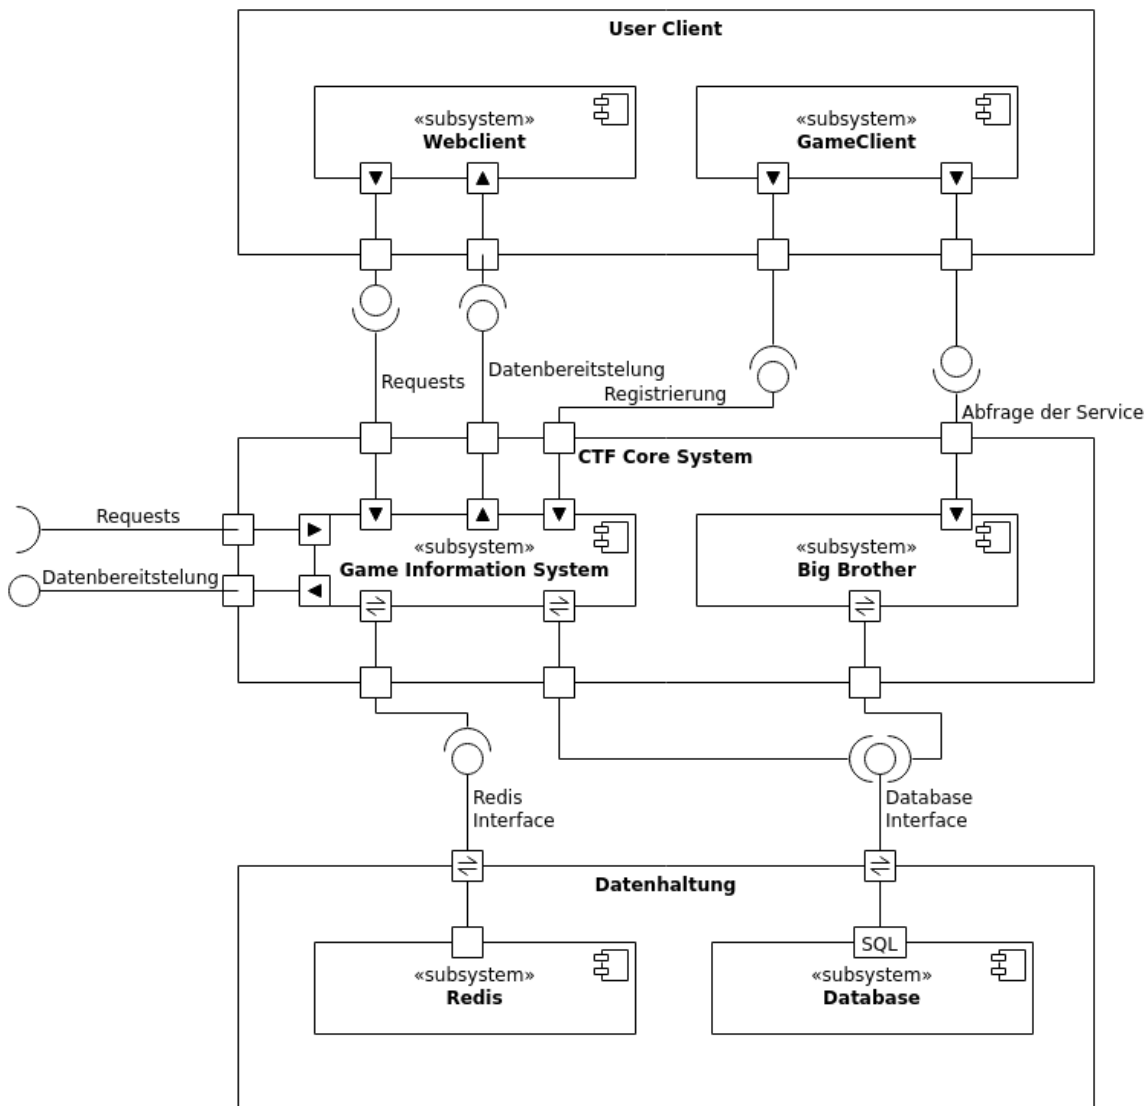 User Client
«subsystem»
Webclient
«subsystem»
GameClient
Requests
Datenbereitstelung
Registrierung
Abfrage der Service
CTF Core System
Requests
Datenbereitstelung
«subsystem»
Game Information System
«subsystem»
Big Brother
Redis
Interface
Database
Interface
Datenhaltung
SQL
«subsystem»
Redis
«subsystem»
Database